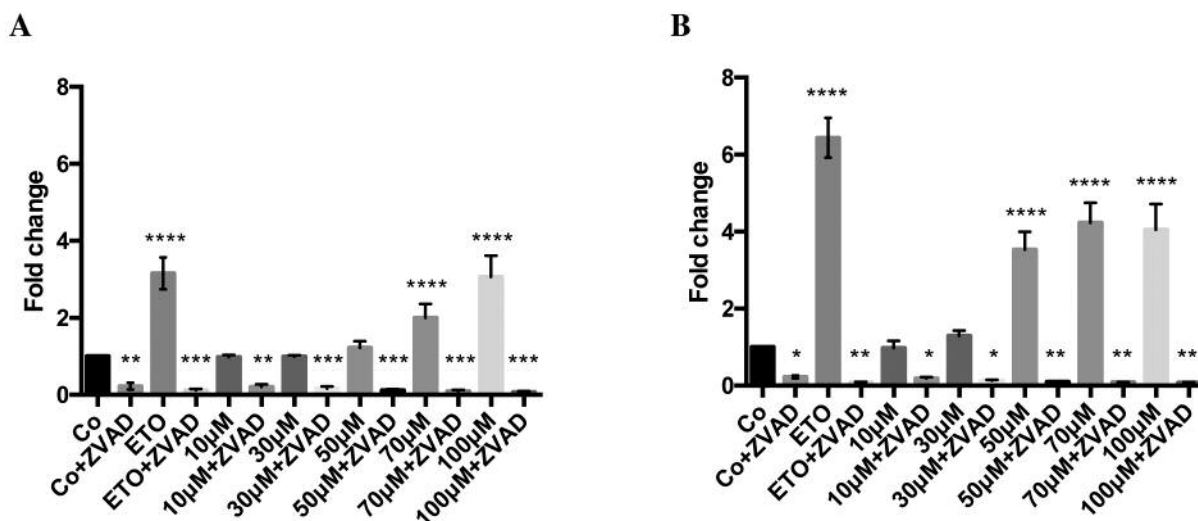 A
Fold change
8
6
4
2
0
**
****
***
**
***
***
****
***
****
***
Co
Co+ZVAD
ETO
ETO+ZVAD
10µM
10µM+ZVAD
30µM
30µM+ZVAD
50µM
50µM+ZVAD
70µM
70µM+ZVAD
100µM
100µM+ZVAD
B
Fold change
8
6
4
2
0
*
****
**
*
*
****
**
****
**
****
**
Co
Co+ZVAD
ETO
ETO+ZVAD
10µM
10µM+ZVAD
30µM
30µM+ZVAD
50µM
50µM+ZVAD
70µM
70µM+ZVAD
100µM
100µM+ZVAD